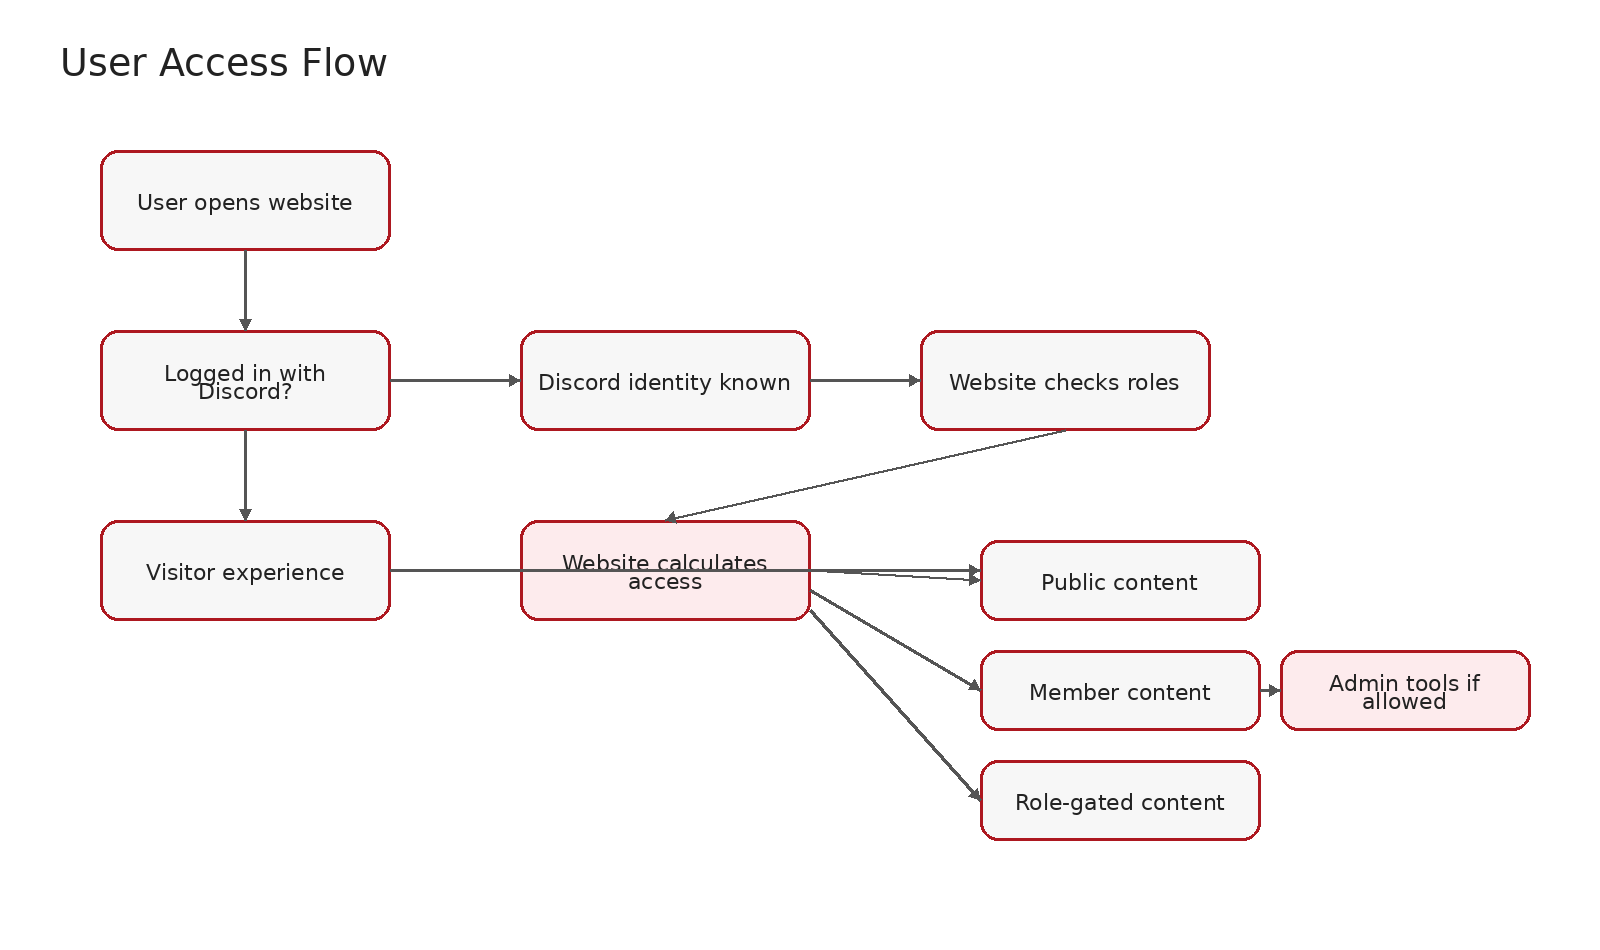 User Access Flow
User opens website
Logged in with
Discord?
Discord identity known
Website checks roles
Visitor experience
Website calculates
access
Public content
Member content
Admin tools if
allowed
Role-gated content